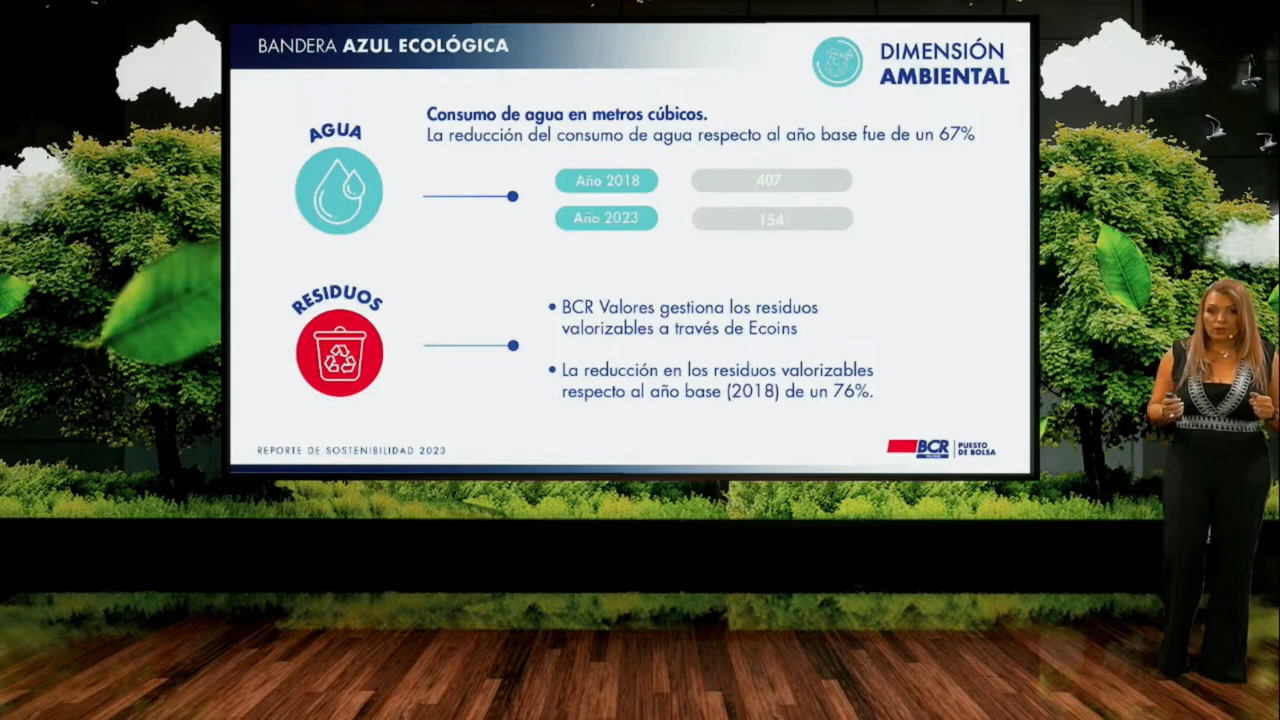 BANDERA AZUL ECOLÓGICA
DIMENSIÓN
AMBIENTAL
AGUA
Consumo de agua en metros cúbicos.
La reducción del consumo de agua respecto al año base fue de un 67%
Año 2018 407
Año 2023 154
RESIDUOS
• BCR Valores gestiona los residuos
valorizables a través de Ecoins
• La reducción en los residuos valorizables
respecto al año base (2018) de un 76%.
REPORTE DE SOSTENIBILIDAD 2023
BCR
PUESTO
DE BOLSA